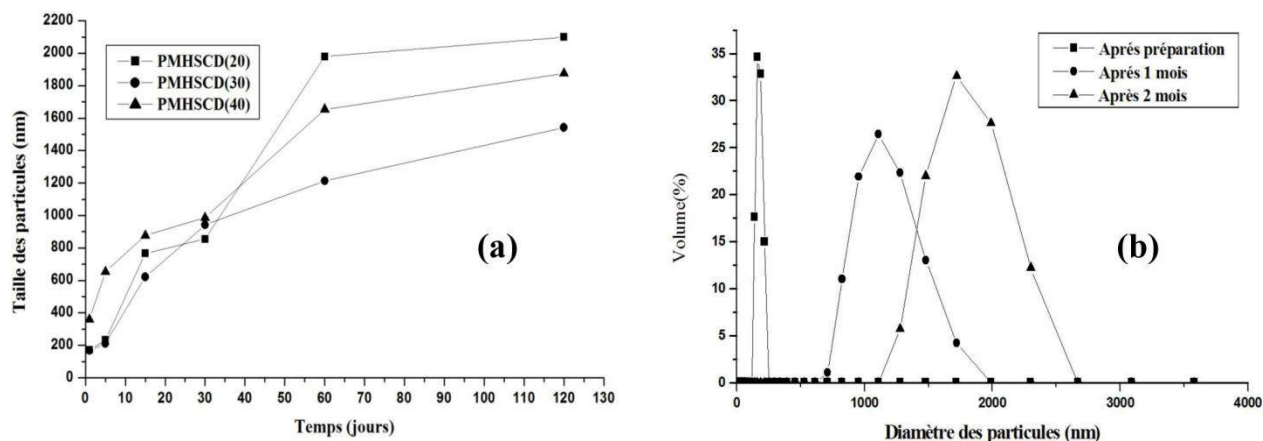 2200
2000
1800
1600
1400
1200
1000
800
600
400
200
0
Taille des particules (nm)
PMHSCD(20)
PMHSCD(30)
PMHSCD(40)
(a)
0 10 20 30 40 50 60 70 80 90 100 110 120 130
Temps (jours)
35
30
25
20
15
10
5
0
Volume(%)
Aprés préparation
Aprés 1 mois
Après 2 mois
(b)
0 1000 2000 3000 4000
Diamètre des particules (nm)